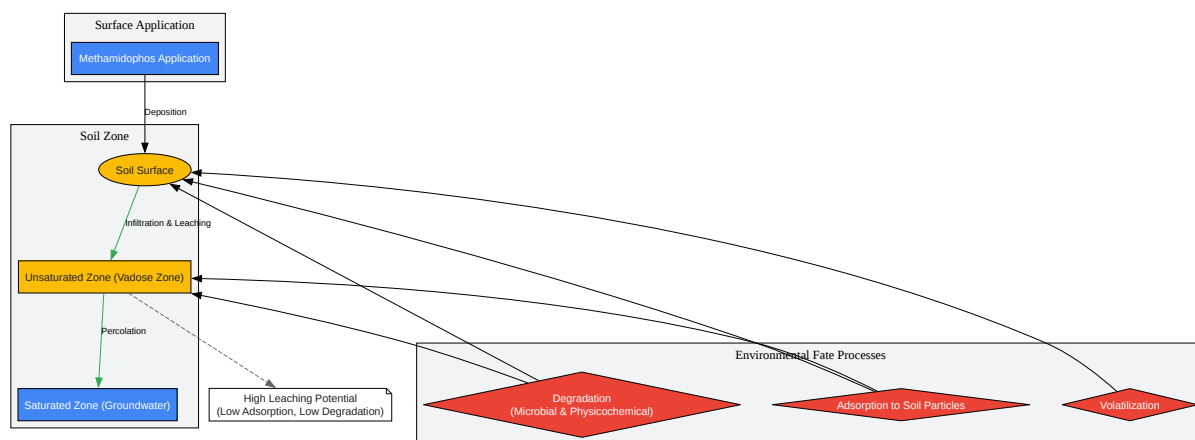 Surface Application
Methamidophos Application
Deposition
Soil Zone
Soil Surface
Infiltration & Leaching
Unsaturated Zone (Vadose Zone)
Percolation
Saturated Zone (Groundwater)
High Leaching Potential
(Low Adsorption, Low Degradation)
Environmental Fate Processes
Degradation
(Microbial & Physicochemical)
Adsorption to Soil Particles
Volatilization